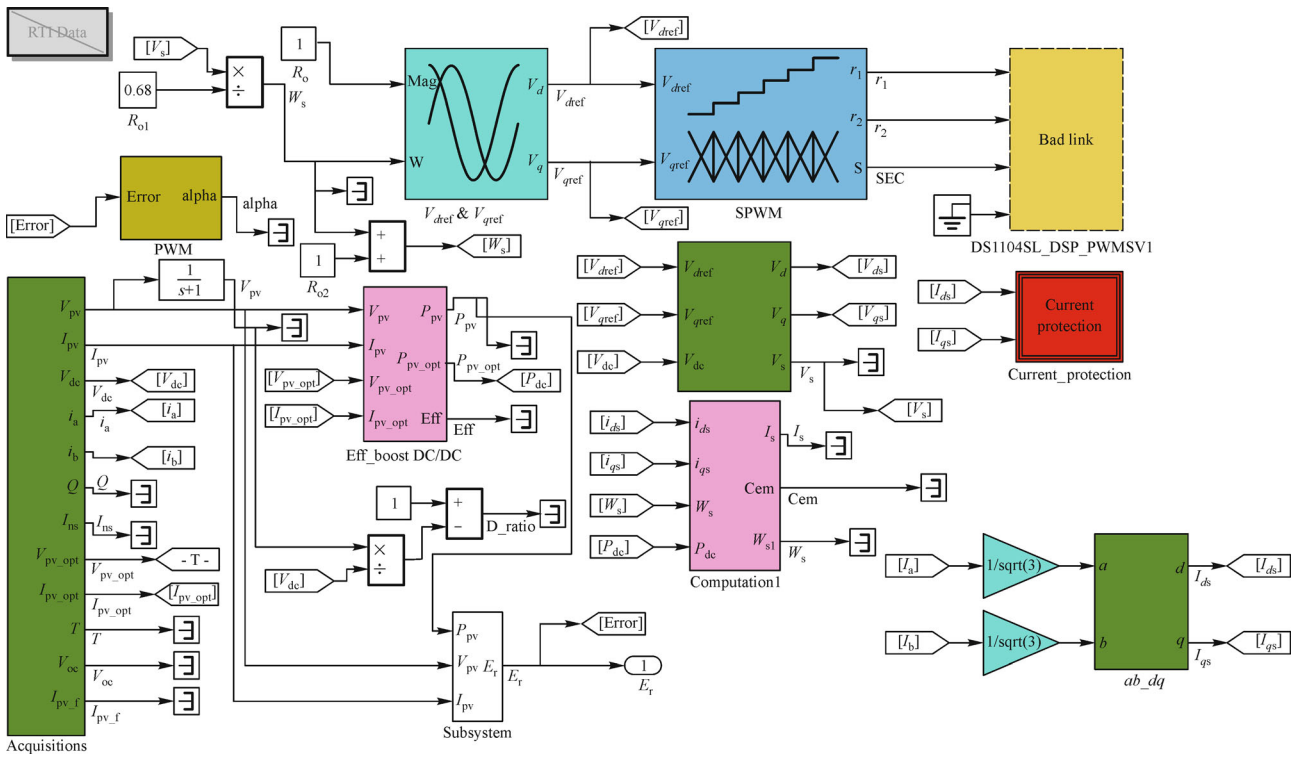 RTI Data
[Vs]
×
÷
0.68
Ro1
Ws
1
Ro
Mag
W
Vd
Vq
Vdref & Vqref
Vdref
Vqref
[Vdref]
[Vqref]
Vdref
Vqref
r1
r2
S
SPWM
r1
r2
SEC
Bad link
DS1104SL_DSP_PWMSV1
[Error]
Error
alpha
PWM
alpha
+
+
1
Ro2
[Ws]
Acquisitions
Vpv
Ipv
Vdc
ia
ib
Q
Ins
Vpv_opt
Ipv_opt
T
Voc
Ipv_f
1
s+1
Vpv
Ipv
Vdc
[Vdc]
ia
[ia]
[ib]
Q
Ins
Vpv_opt
- T -
Ipv_opt
[Ipv_opt]
T
Voc
Ipv_f
[Vpv_opt]
[Ipv_opt]
Vpv
Ipv
Vpv_opt
Ipv_opt
Ppv
Ppv_opt
Eff
Eff_boost DC/DC
Ppv
Ppv_opt
[Pdc]
Eff
1
+
−
D_ratio
×
÷
[Vdc]
Ppv
Vpv
Ipv
Er
Subsystem
Er
[Error]
1
Er
[Vdref]
[Vqref]
[Vdc]
Vdref
Vqref
Vdc
Vd
Vq
Vs
[Vds]
[Vqs]
Vs
[Vs]
[ids]
[iqs]
[Ws]
[Pdc]
ids
iqs
Ws
Pdc
Is
Cem
Ws1
Computation1
Is
Cem
Ws
[Ids]
[Iqs]
Current
protection
Current_protection
[Ia]
[Ib]
1/sqrt(3)
1/sqrt(3)
a
b
d
q
ab_dq
Ids
Iqs
[Ids]
[Iqs]